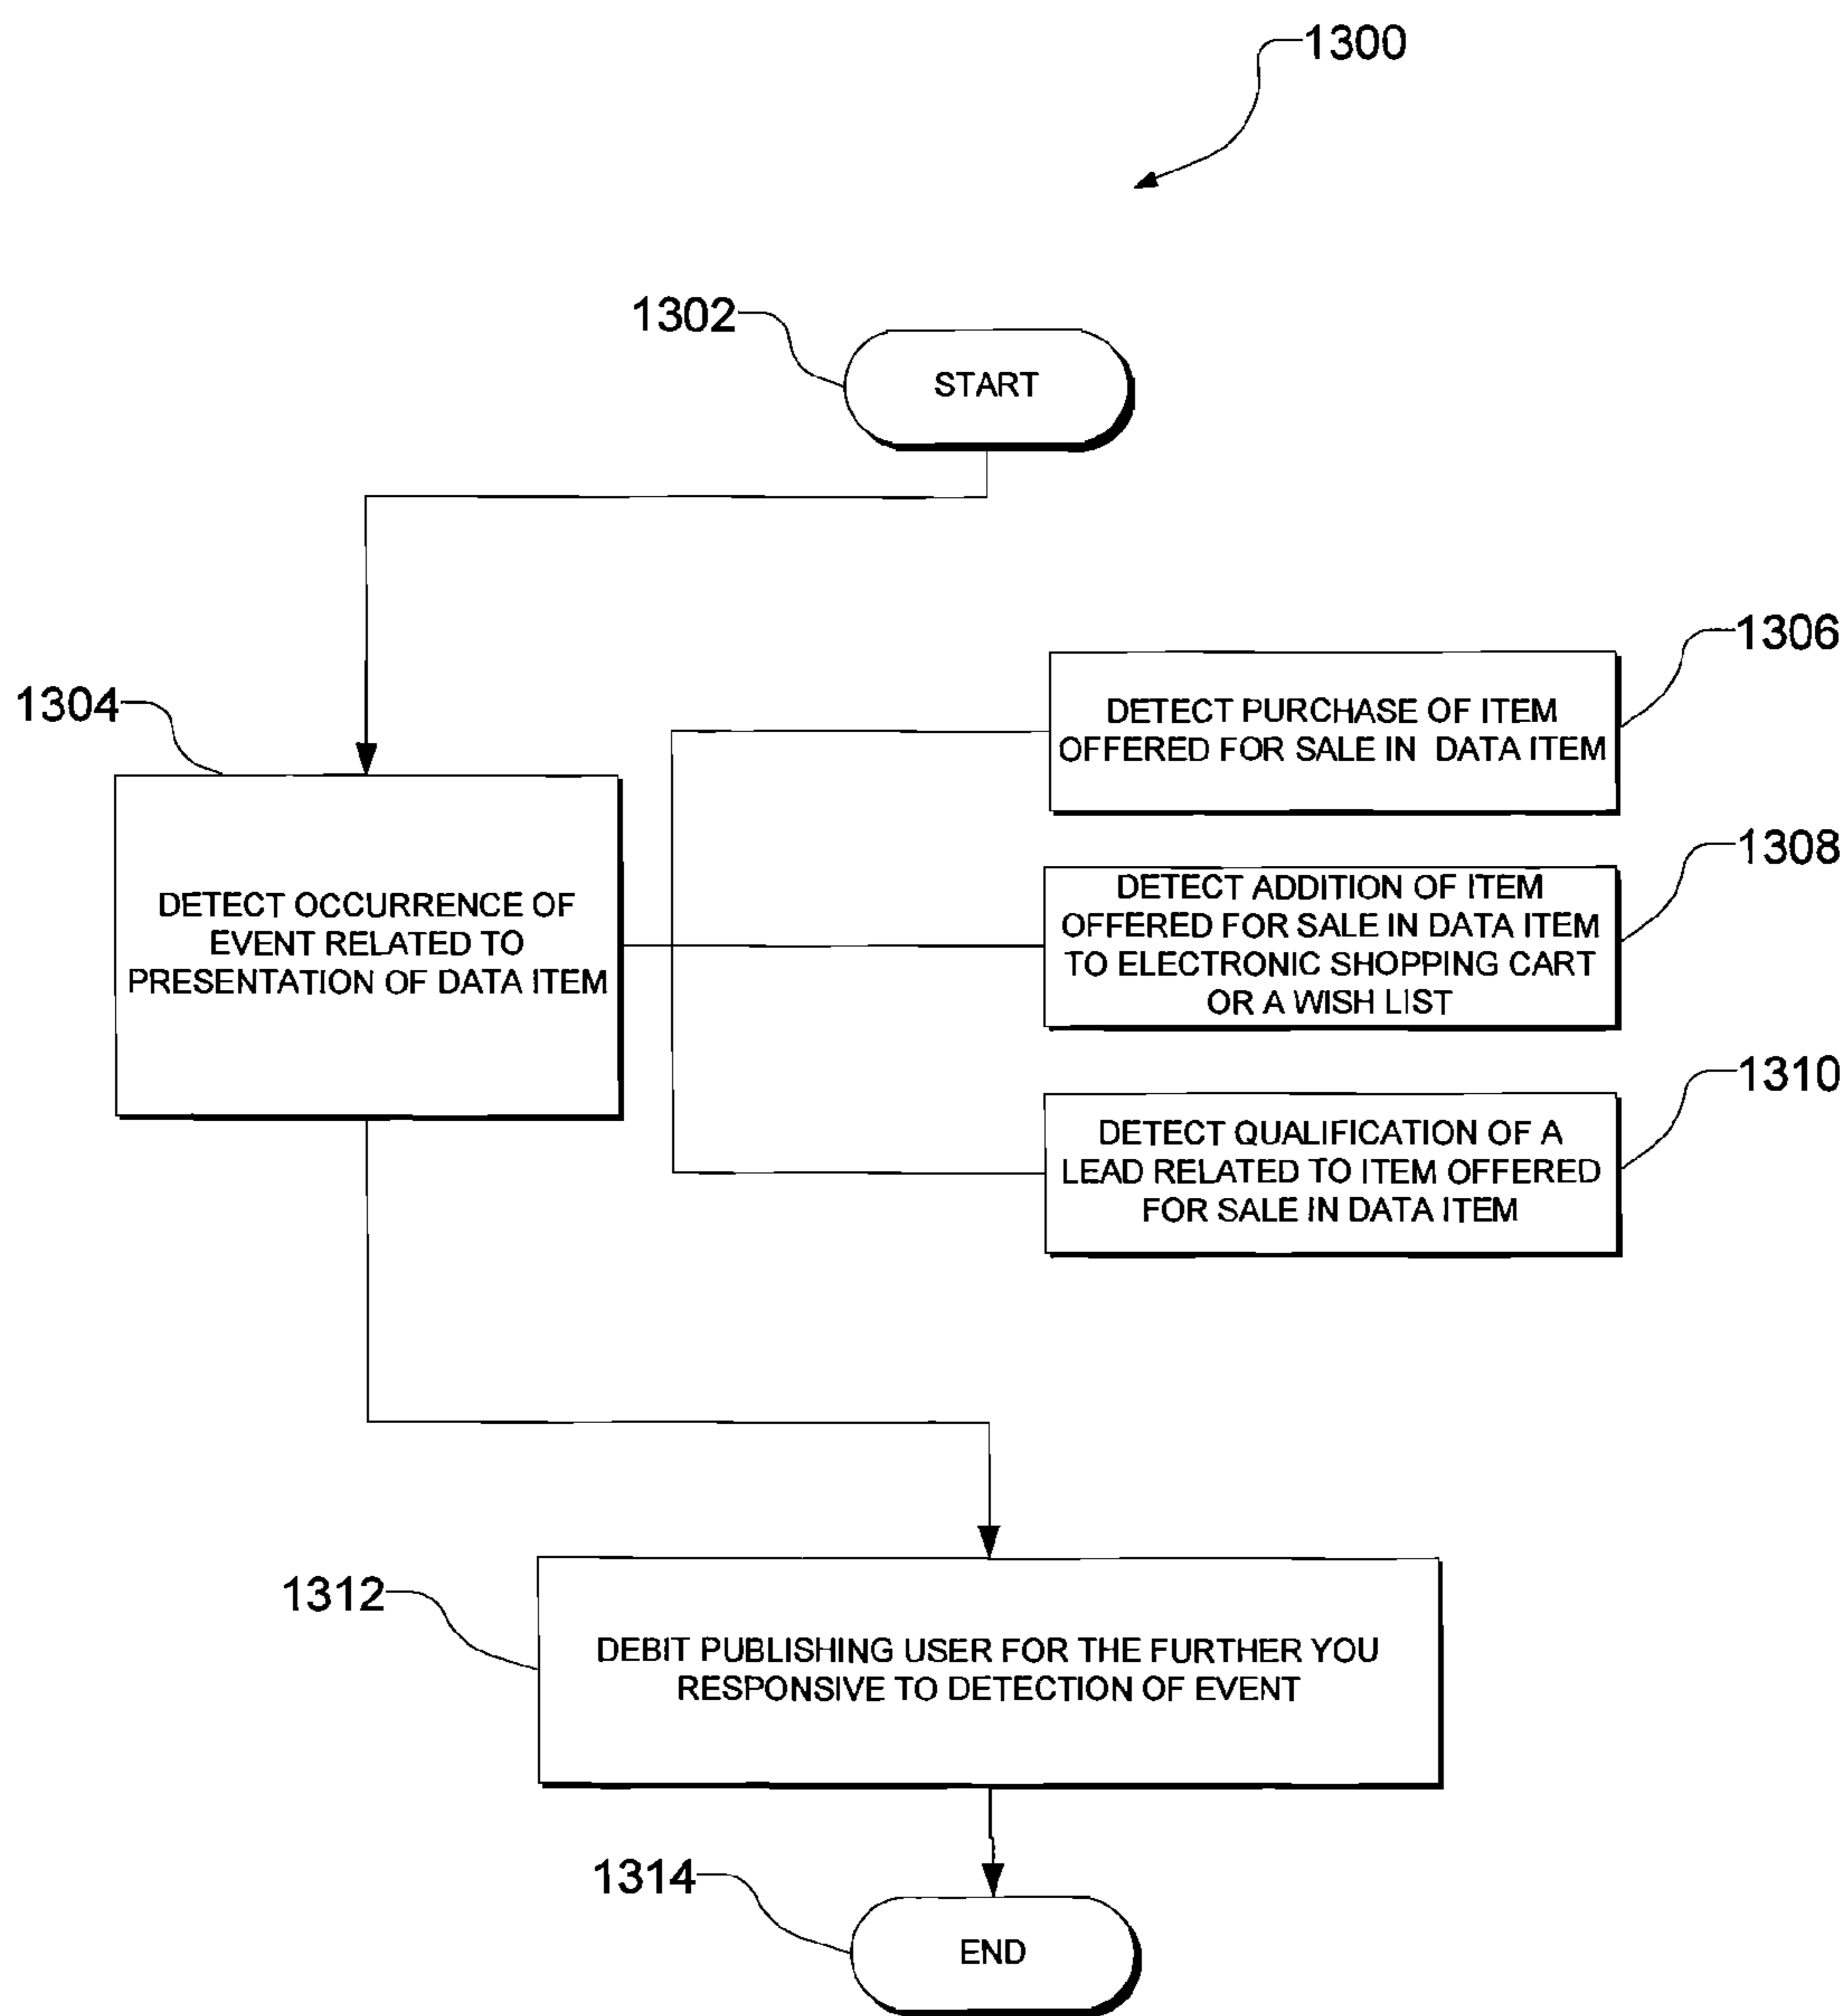 1300
1302
START
1306
DETECT PURCHASE OF ITEM
OFFERED FOR SALE IN DATA ITEM
1304
DETECT OCCURRENCE OF
EVENT RELATED TO
PRESENTATION OF DATA ITEM
1308
DETECT ADDITION OF ITEM
OFFERED FOR SALE IN DATA ITEM
TO ELECTRONIC SHOPPING CART
OR A WISH LIST
1310
DETECT QUALIFICATION OF A
LEAD RELATED TO ITEM OFFERED
FOR SALE IN DATA ITEM
1312
DEBIT PUBLISHING USER FOR THE FURTHER YOU
RESPONSIVE TO DETECTION OF EVENT
1314
END